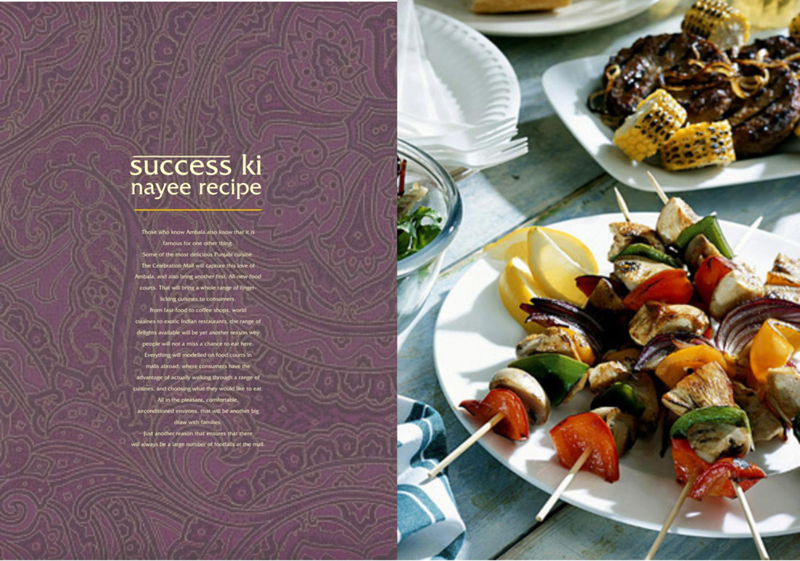 success ki
nayee recipe
Those who know Ambala also know that it is
famous for one other thing.
Some of the most delicious Punjabi cuisine.
The Celebration Mall will capture this love of
Ambala, and also bring another first. All new food
courts. That will bring a whole range of finger-
licking cuisines to consumers.
From fast food to coffee shops, world
cuisines to exotic Indian restaurants, the range of
delights available will be yet another reason why
people will not a miss a chance to eat here.
Everything will modelled on food courts in
malls abroad; where consumers have the
advantage of actually walking through a range of
cuisines, and choosing what they would like to eat.
All in the pleasant, comfortable,
airconditioned environs, that will be another big
draw with families.
Just another reason that ensures that there
will always be a large number of footfalls in the mall.